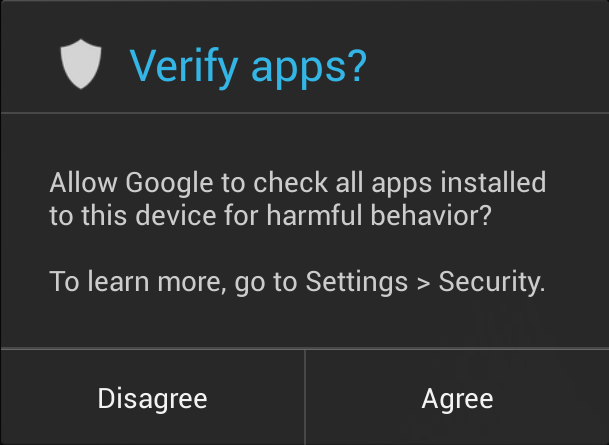 Verify apps?
Allow Google to check all apps installed
to this device for harmful behavior?
To learn more, go to Settings > Security.
Disagree
Agree